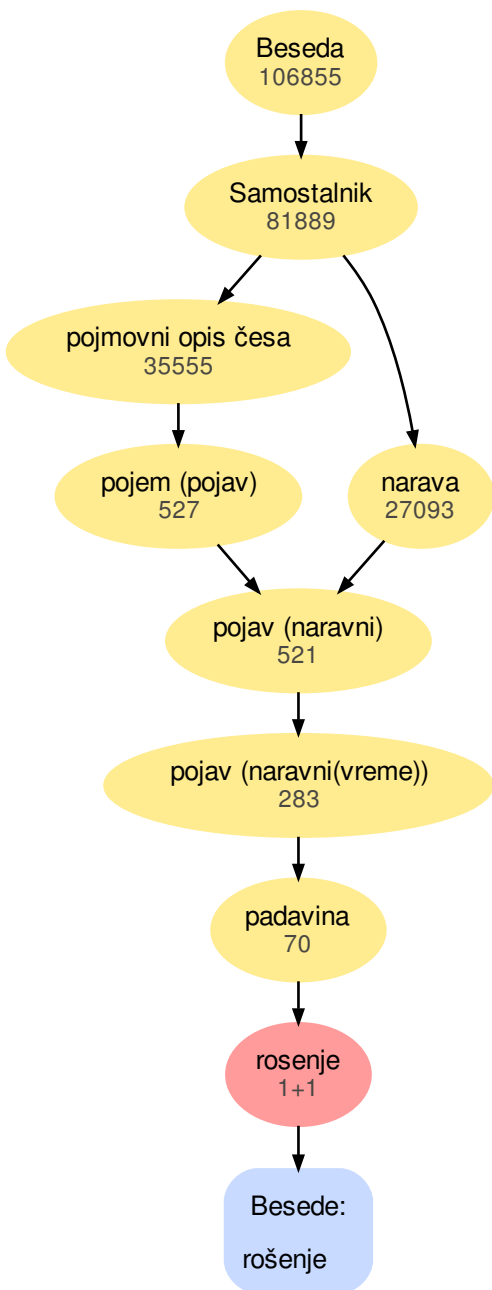 Beseda
106855
Samostalnik
81889
pojmovni opis česa
35555
pojem (pojav)
527
narava
27093
pojav (naravni)
521
pojav (naravni(vreme))
283
padavina
70
rosenje
1+1
Besede:
rošenje